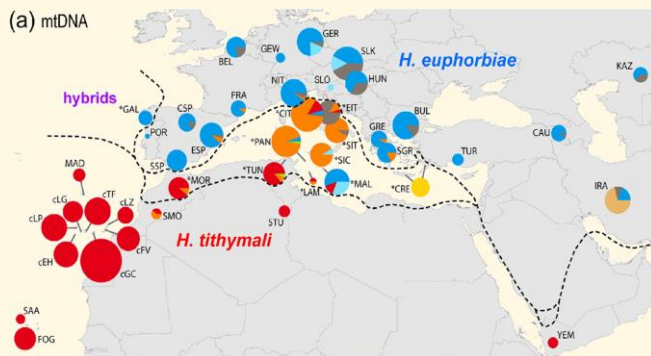 (a) mtDNA
GER
BEL
GEW
SLK
H. euphorbiae
KAZ
SLO
HUN
NIT
hybrids
FRA
*CIT
*EIT
*GAL
CSP
BUL
POR
ESP
*PAN
*SIT
GRE
CAU
SSP
*SIC
SGR
TUR
MAD
*TUN
*MAL
IRA
cLG
cTF
cLZ
*MOR
*LAM
*CRE
cLP
SMO
STU
cEH
cFV
H. tithymali
cGC
SAA
FOG
YEM